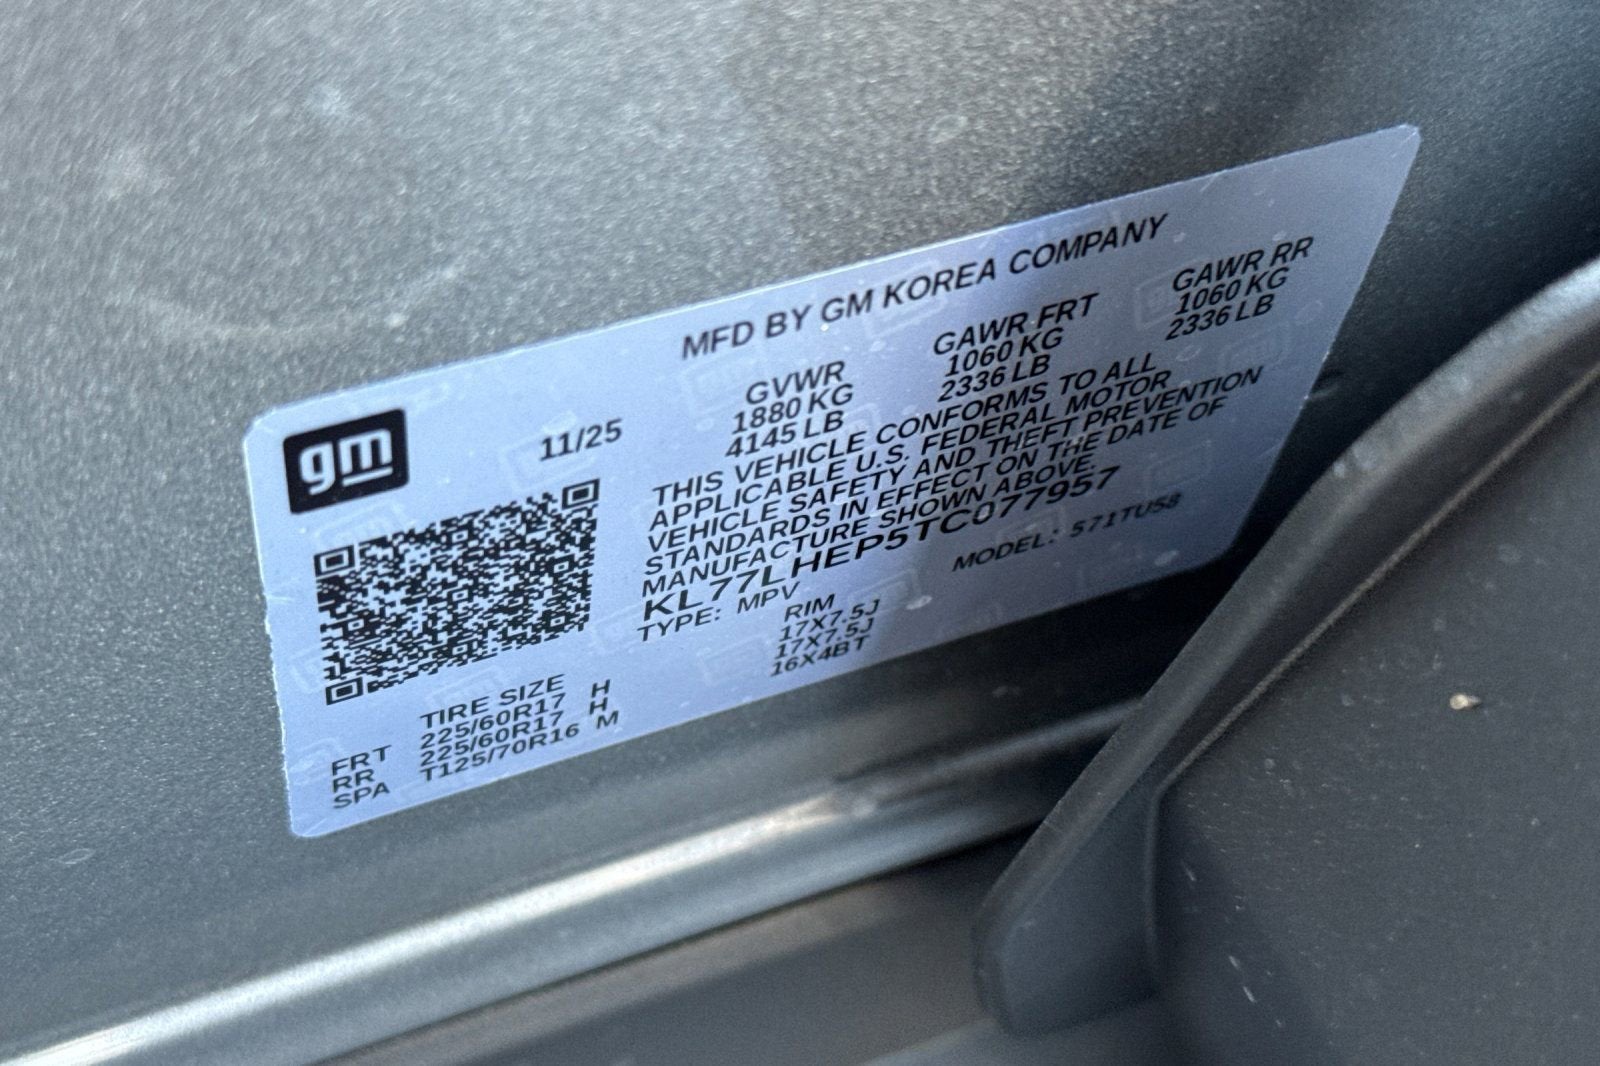 gm
MFD BY GM KOREA COMPANY
11/25
GVWR GAWR FRT GAWR RR
1880 KG 1060 KG 1060 KG
4145 LB 2336 LB 2336 LB
THIS VEHICLE CONFORMS TO ALL
APPLICABLE U.S. FEDERAL MOTOR
VEHICLE SAFETY AND THEFT PREVENTION
STANDARDS IN EFFECT ON THE DATE OF
MANUFACTURE SHOWN ABOVE.
KL77LHEP5TC077957
TYPE: MPV MODEL: S71TU58
TIRE SIZE RIM
FRT 225/60R17 H 17X7.5J
RR 225/60R17 H 17X7.5J
SPA T125/70R16 M 16X4BT